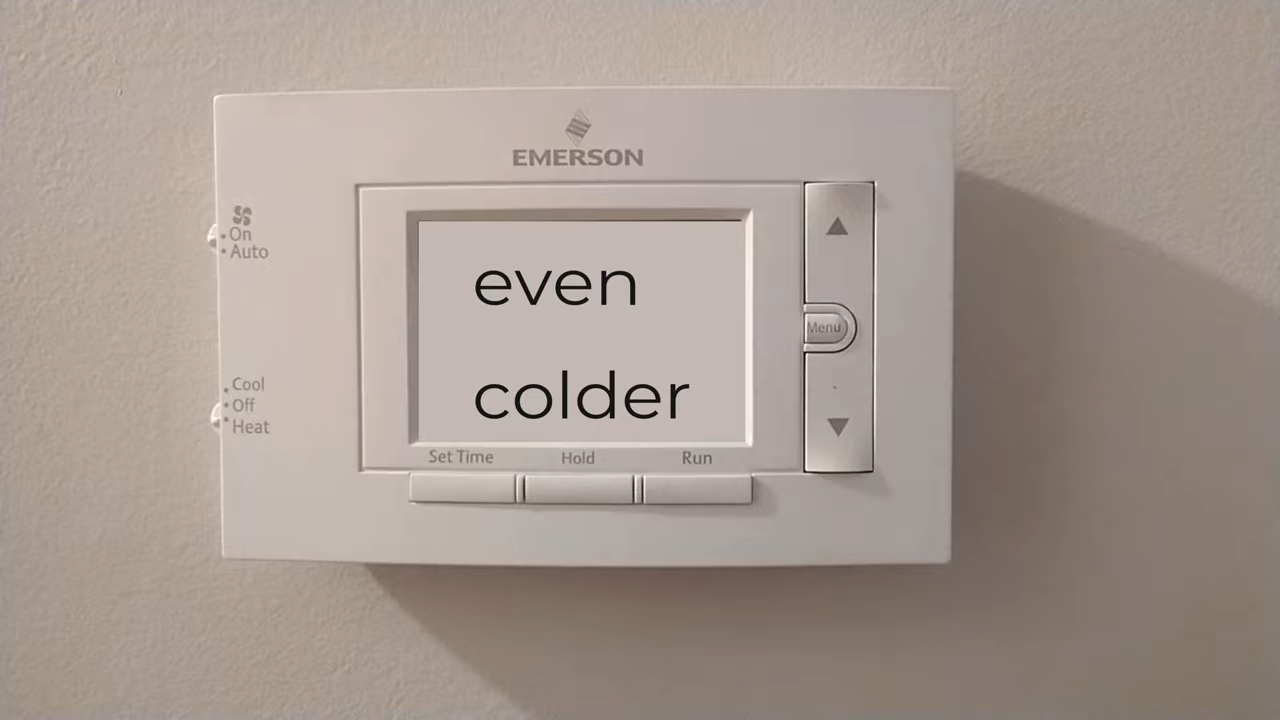 EMERSON
On
Auto
even
colder
Menu
Cool
Off
Heat
Set Time Hold Run